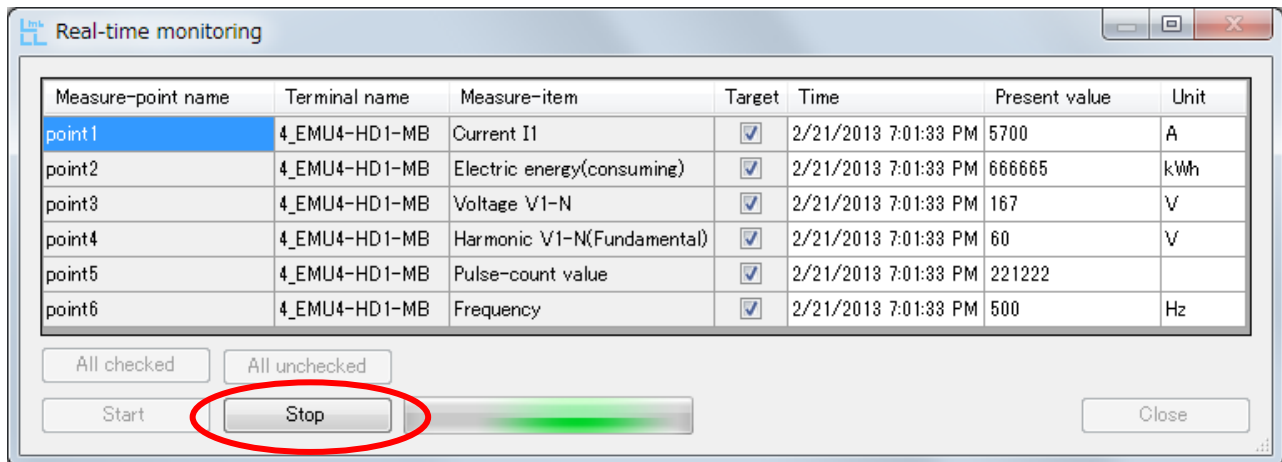 Real-time monitoring
Measure-point name Terminal name Measure-item Target Time Present value Unit
point1 4_EMU4-HD1-MB Current I1 2/21/2013 7:01:33 PM 5700 A
point2 4_EMU4-HD1-MB Electric energy(consuming) 2/21/2013 7:01:33 PM 666665 kWh
point3 4_EMU4-HD1-MB Voltage V1-N 2/21/2013 7:01:33 PM 167 V
point4 4_EMU4-HD1-MB Harmonic V1-N(Fundamental) 2/21/2013 7:01:33 PM 60 V
point5 4_EMU4-HD1-MB Pulse-count value 2/21/2013 7:01:33 PM 221222
point6 4_EMU4-HD1-MB Frequency 2/21/2013 7:01:33 PM 500 Hz
All checked All unchecked
Start Stop Close